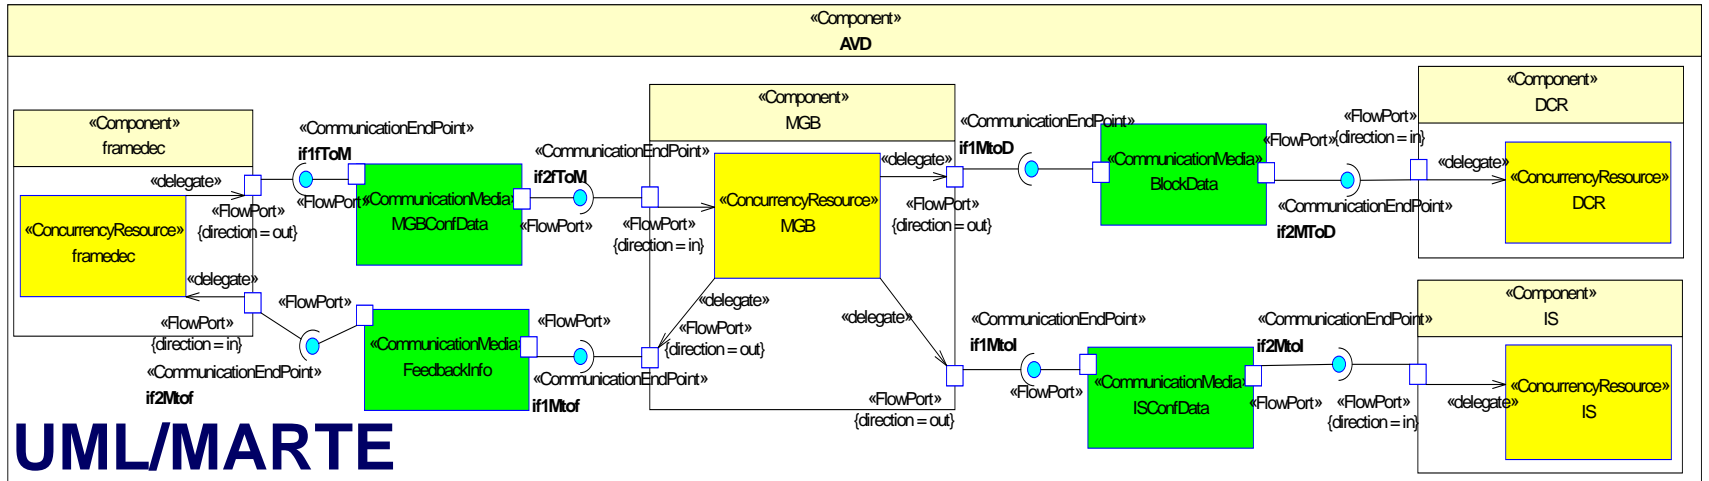 «Component»
AVD
«Component»
framedec
«ConcurrencyResource»
framedec
«delegate»
«FlowPort»
{direction = out}
«delegate»
«FlowPort»
{direction = in}
«CommunicationEndPoint»
if1fToM
«FlowPort»
«CommunicationMedia»
MGBConfData
«CommunicationEndPoint»
if2fToM
«FlowPort»
«FlowPort»
{direction = in}
«FlowPort»
«CommunicationEndPoint»
if2Mtof
«CommunicationMedia»
FeedbackInfo
«FlowPort»
«CommunicationEndPoint»
if1Mtof
«Component»
MGB
«ConcurrencyResource»
MGB
«delegate»
«FlowPort»
{direction = out}
«delegate»
«FlowPort»
{direction = out}
«delegate»
«FlowPort»
{direction = out}
«CommunicationEndPoint»
if1MtoD
«CommunicationMedia»
BlockData
«FlowPort»
«CommunicationEndPoint»
if2MToD
«FlowPort»
{direction = in}
«Component»
DCR
«delegate»
«ConcurrencyResource»
DCR
«CommunicationEndPoint»
if1MtoI
«FlowPort»
«CommunicationMedia»
ISConfData
«CommunicationEndPoint»
if2MtoI
«FlowPort»
«FlowPort»
{direction = in}
«Component»
IS
«delegate»
«ConcurrencyResource»
IS
UML/MARTE